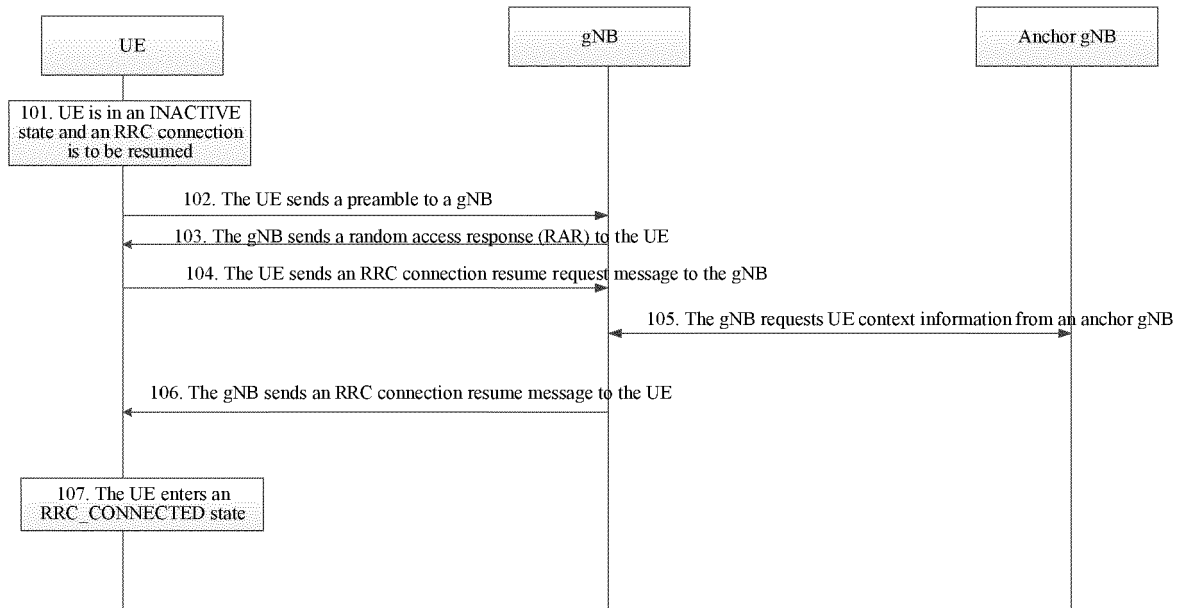 UE
gNB
Anchor gNB
101. UE is in an INACTIVE
state and an RRC connection
is to be resumed
102. The UE sends a preamble to a gNB
103. The gNB sends a random access response (RAR) to the UE
104. The UE sends an RRC connection resume request message to the gNB
105. The gNB requests UE context information from an anchor gNB
106. The gNB sends an RRC connection resume message to the UE
107. The UE enters an
RRC_CONNECTED state